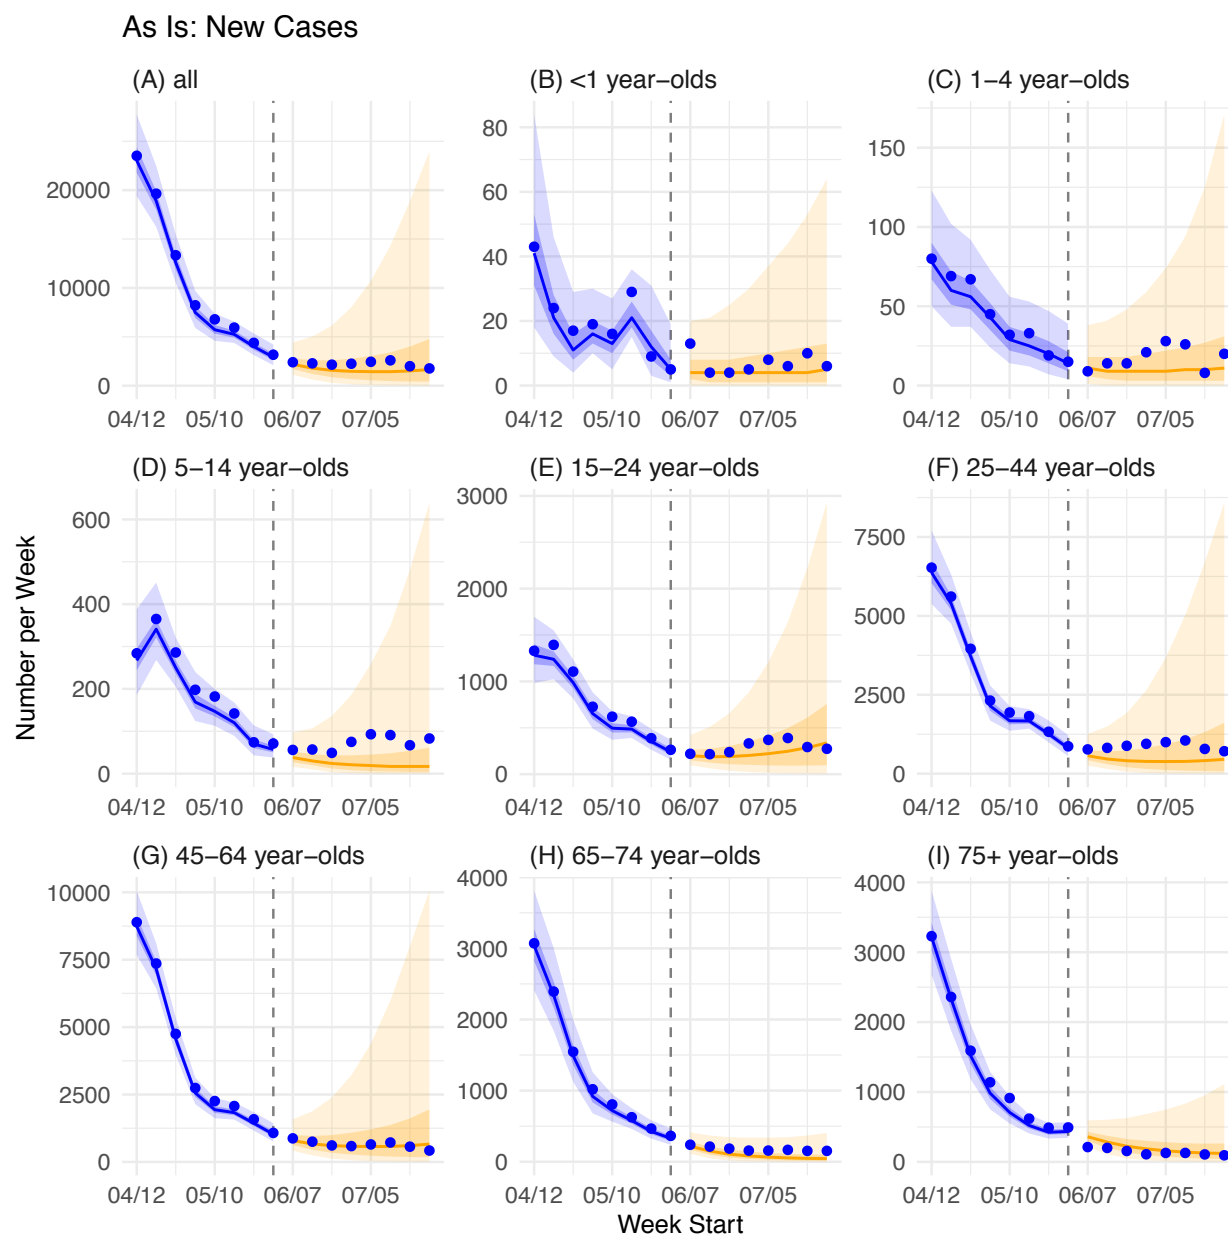 As Is: New Cases
(A) all
(B) <1 year−olds
(C) 1−4 year−olds
20000
10000
0
80
60
40
20
0
150
100
50
0
04/12 05/10 06/07 07/05
04/12 05/10 06/07 07/05
04/12 05/10 06/07 07/05
(D) 5−14 year−olds
(E) 15−24 year−olds
(F) 25−44 year−olds
Number per Week
600
400
200
0
3000
2000
1000
0
7500
5000
2500
0
04/12 05/10 06/07 07/05
04/12 05/10 06/07 07/05
04/12 05/10 06/07 07/05
(G) 45−64 year−olds
(H) 65−74 year−olds
(I) 75+ year−olds
10000
7500
5000
2500
0
4000
3000
2000
1000
0
4000
3000
2000
1000
0
04/12 05/10 06/07 07/05
04/12 05/10 06/07 07/05
04/12 05/10 06/07 07/05
Week Start